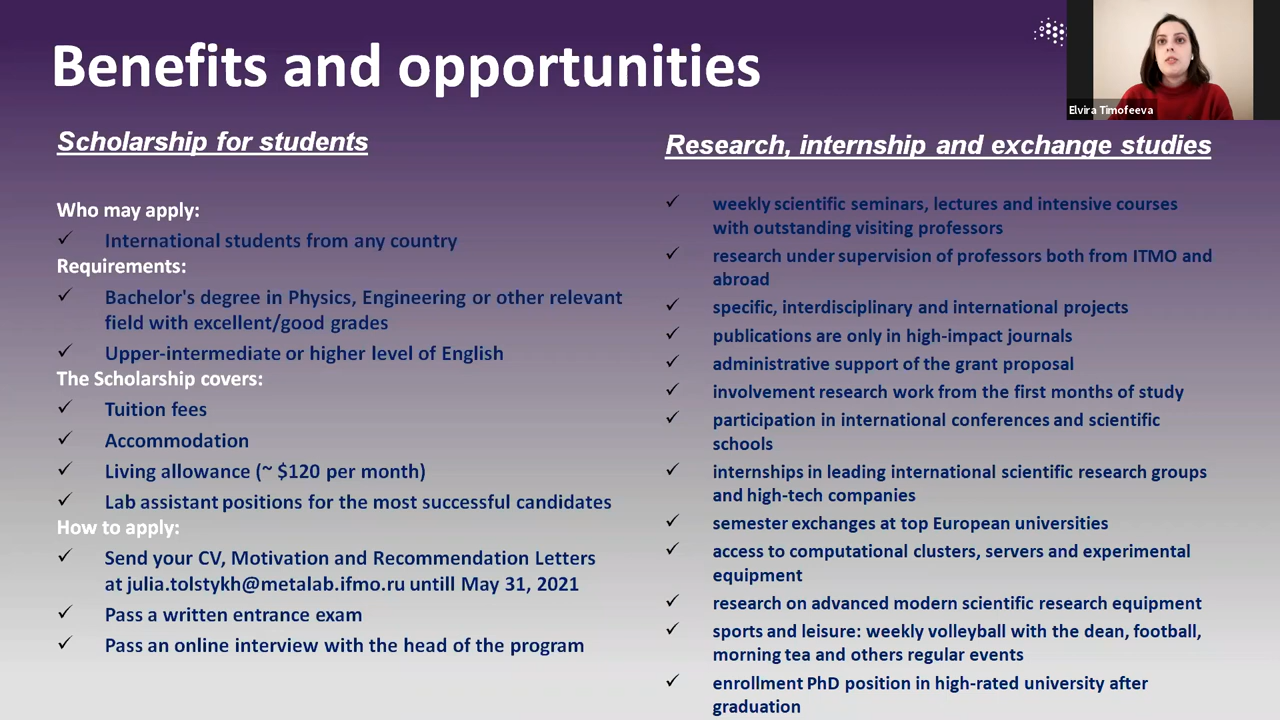 Benefits and opportunities
Elvira Timofeeva
Scholarship for students
Who may apply:
✓ International students from any country
Requirements:
✓ Bachelor's degree in Physics, Engineering or other relevant
field with excellent/good grades
✓ Upper-intermediate or higher level of English
The Scholarship covers:
✓ Tuition fees
✓ Accommodation
✓ Living allowance (~ $120 per month)
✓ Lab assistant positions for the most successful candidates
How to apply:
✓ Send your CV, Motivation and Recommendation Letters
at julia.tolstykh@metalab.ifmo.ru untill May 31, 2021
✓ Pass a written entrance exam
✓ Pass an online interview with the head of the program
Research, internship and exchange studies
✓ weekly scientific seminars, lectures and intensive courses
with outstanding visiting professors
✓ research under supervision of professors both from ITMO and
abroad
✓ specific, interdisciplinary and international projects
✓ publications are only in high-impact journals
✓ administrative support of the grant proposal
✓ involvement research work from the first months of study
✓ participation in international conferences and scientific
schools
✓ internships in leading international scientific research groups
and high-tech companies
✓ semester exchanges at top European universities
✓ access to computational clusters, servers and experimental
equipment
✓ research on advanced modern scientific research equipment
✓ sports and leisure: weekly volleyball with the dean, football,
morning tea and others regular events
✓ enrollment PhD position in high-rated university after
graduation